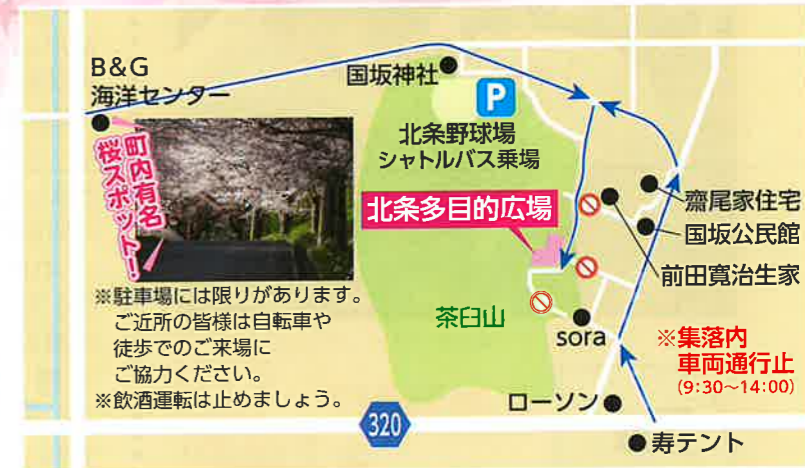 B&G
海洋センター
国坂神社
P
北条野球場
シャトルバス乗場
町内有名
桜スポット!
北条多目的広場
齋尾家住宅
国坂公民館
前田寛治生家
※駐車場には限りがあります。
ご近所の皆様は自転車や
徒歩でのご来場に
ご協力ください。
※飲酒運転は止めましょう。
茶臼山
sora
※集落内
車両通行止
(9:30~14:00)
ローソン
320
寿テント